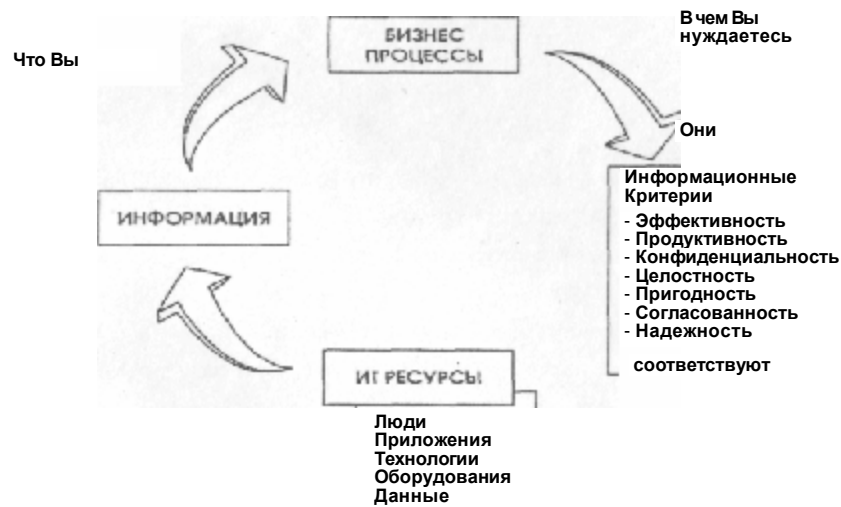 БИЗНЕС
ПРОЦЕССЫ
В чем Вы
нуждаетесь
Что Вы
Они
ИНФОРМАЦИЯ
Информационные
Критерии
- Эффективность
- Продуктивность
- Конфиденциальность
- Целостность
- Пригодность
- Согласованность
- Надежность
соответствуют
ИТ РЕСУРСЫ
Люди
Приложения
Технологии
Оборудования
Данные